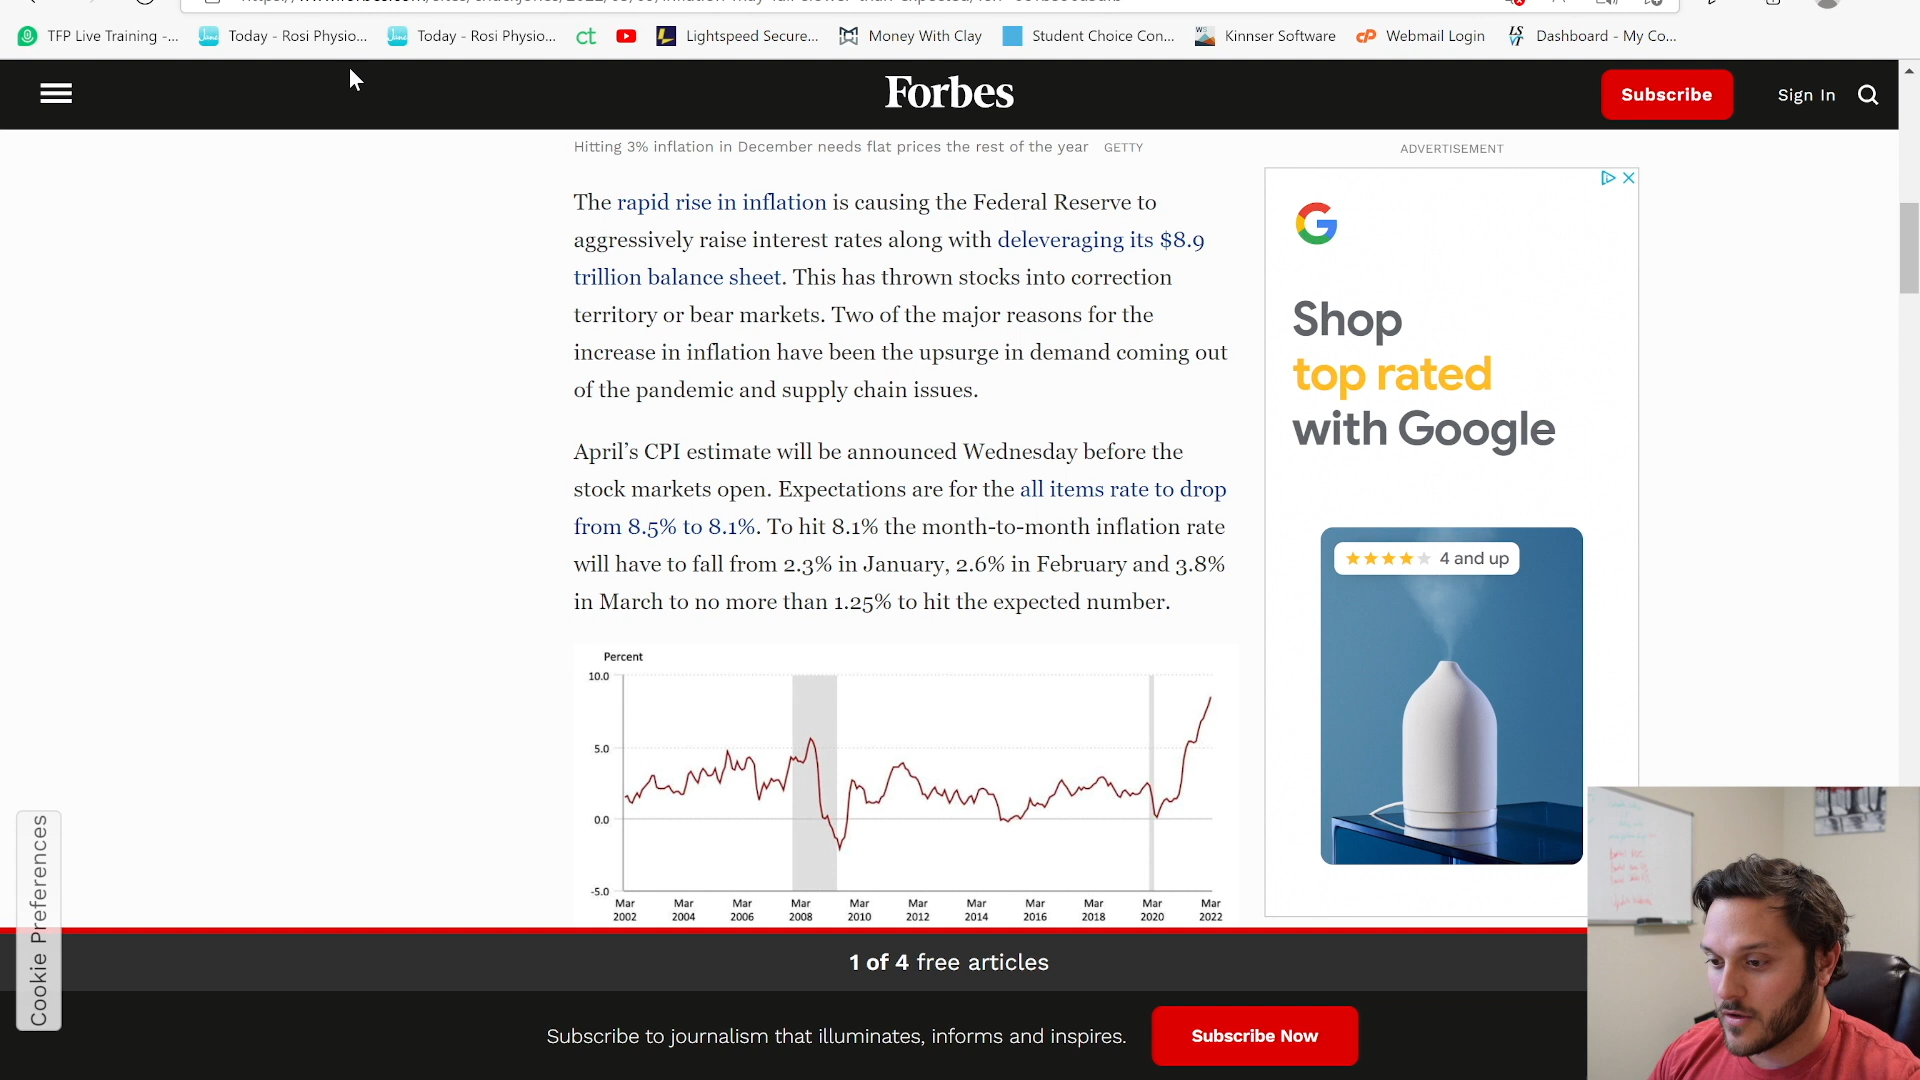 TFP Live Training -...
Today - Rosi Physio...
Today - Rosi Physio...
ct
Lightspeed Secure...
Money With Clay
Student Choice Con...
WS
Kinnser Software
cP
Webmail Login
LS
VT
Dashboard - My Co...
Forbes
Subscribe
Sign In
Hitting 3% inflation in December needs flat prices the rest of the year GETTY
The rapid rise in inflation is causing the Federal Reserve to
aggressively raise interest rates along with deleveraging its $8.9
trillion balance sheet. This has thrown stocks into correction
territory or bear markets. Two of the major reasons for the
increase in inflation have been the upsurge in demand coming out
of the pandemic and supply chain issues.
April's CPI estimate will be announced Wednesday before the
stock markets open. Expectations are for the all items rate to drop
from 8.5% to 8.1%. To hit 8.1% the month-to-month inflation rate
will have to fall from 2.3% in January, 2.6% in February and 3.8%
in March to no more than 1.25% to hit the expected number.
Percent
10.0
5.0
0.0
-5.0
Mar 2002
Mar 2004
Mar 2006
Mar 2008
Mar 2010
Mar 2012
Mar 2014
Mar 2016
Mar 2018
Mar 2020
Mar 2022
ADVERTISEMENT
G
Shop
top rated
with Google
4 and up
Cookie Preferences
1 of 4 free articles
Subscribe to journalism that illuminates, informs and inspires.
Subscribe Now